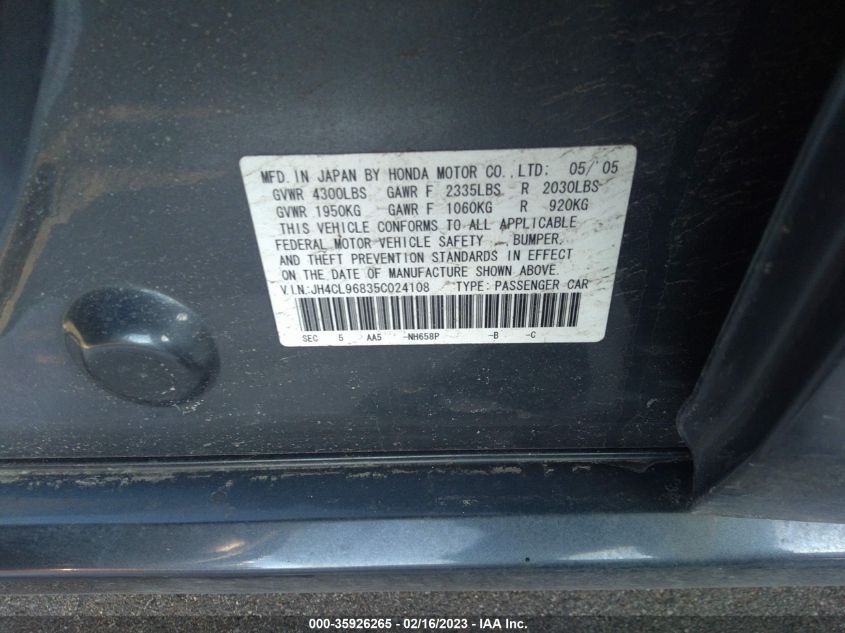 MFD. IN JAPAN BY HONDA MOTOR CO., LTD: 05/'05
GVWR 4300LBS GAWR F 2335LBS R 2030LBS
GVWR 1950KG GAWR F 1060KG R 920KG
THIS VEHICLE CONFORMS TO ALL APPLICABLE
FEDERAL MOTOR VEHICLE SAFETY , BUMPER,
AND THEFT PREVENTION STANDARDS IN EFFECT
ON THE DATE OF MANUFACTURE SHOWN ABOVE.
V.I.N.:JH4CL96835C024108 TYPE: PASSENGER CAR
SEC 5 AA5 -NH658P -B -C
000-35926265 - 02/16/2023 - IAA Inc.